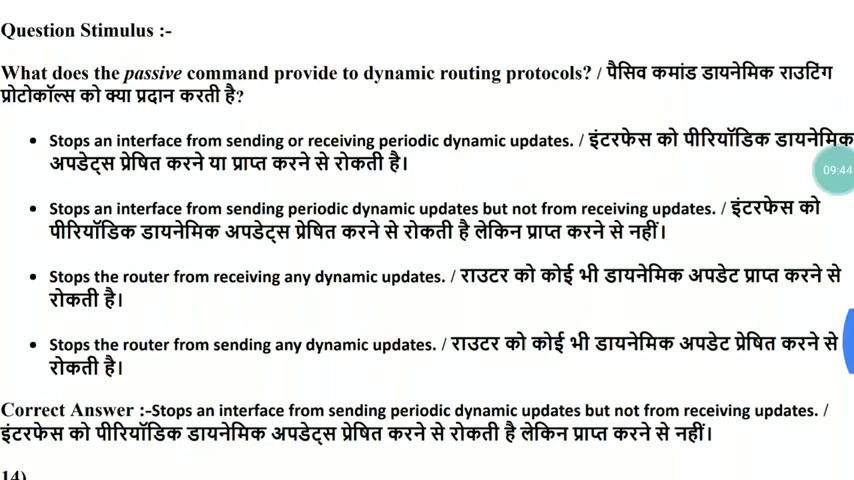 Question Stimulus :-
What does the passive command provide to dynamic routing protocols? / पैसिव कमांड डायनेमिक राउटिंग
प्रोटोकॉल्स को क्या प्रदान करती है?
• Stops an interface from sending or receiving periodic dynamic updates. / इंटरफेस को पीरियॉडिक डायनेमिक
अपडेट्स प्रेषित करने या प्राप्त करने से रोकती है।
09:44
• Stops an interface from sending periodic dynamic updates but not from receiving updates. / इंटरफेस को
पीरियॉडिक डायनेमिक अपडेट्स प्रेषित करने से रोकती है लेकिन प्राप्त करने से नहीं।
• Stops the router from receiving any dynamic updates. / राउटर को कोई भी डायनेमिक अपडेट प्राप्त करने से
रोकती है।
• Stops the router from sending any dynamic updates. / राउटर को कोई भी डायनेमिक अपडेट प्रेषित करने से
रोकती है।
Correct Answer :-Stops an interface from sending periodic dynamic updates but not from receiving updates. /
इंटरफेस को पीरियॉडिक डायनेमिक अपडेट्स प्रेषित करने से रोकती है लेकिन प्राप्त करने से नहीं।
14)